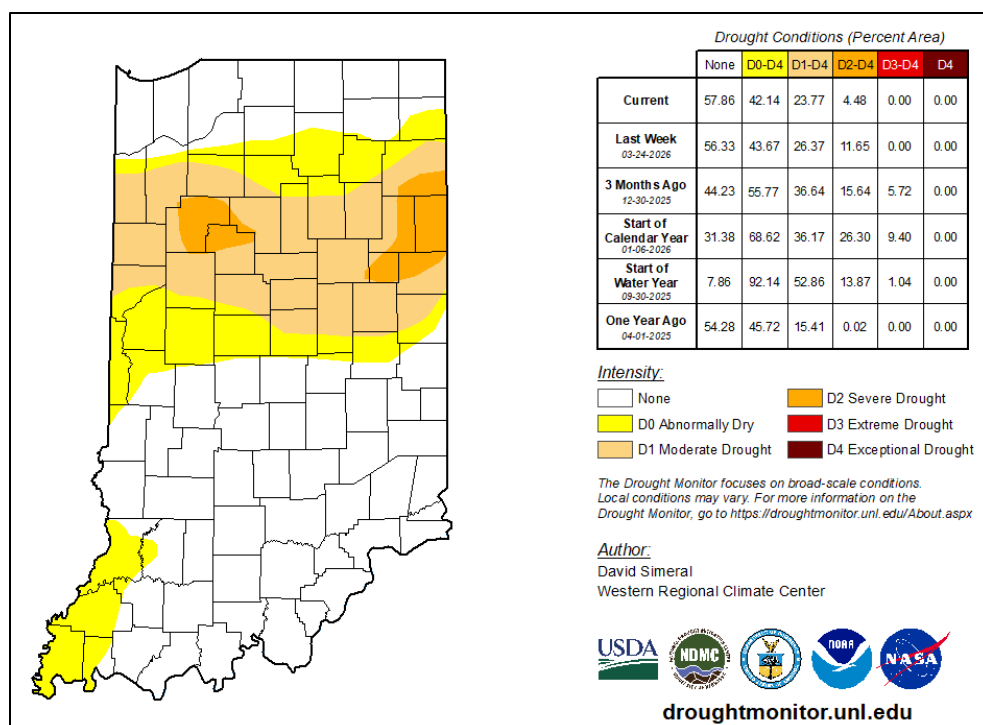 Drought Conditions (Percent Area)
None D0-D4 D1-D4 D2-D4 D3-D4 D4
Current 57.86 42.14 23.77 4.48 0.00 0.00
Last Week
03-24-2026 56.33 43.67 26.37 11.65 0.00 0.00
3 Months Ago
12-30-2025 44.23 55.77 36.64 15.64 5.72 0.00
Start of
Calendar Year
01-06-2026 31.38 68.62 36.17 26.30 9.40 0.00
Start of
Water Year
09-30-2025 7.86 92.14 52.86 13.87 1.04 0.00
One Year Ago
04-01-2025 54.28 45.72 15.41 0.02 0.00 0.00
Intensity:
None
D0 Abnormally Dry
D1 Moderate Drought
D2 Severe Drought
D3 Extreme Drought
D4 Exceptional Drought
The Drought Monitor focuses on broad-scale conditions.
Local conditions may vary. For more information on the
Drought Monitor, go to https://droughtmonitor.unl.edu/About.aspx
Author:
David Simeral
Western Regional Climate Center
USDA
NDMC
NOAA
NASA
droughtmonitor.unl.edu